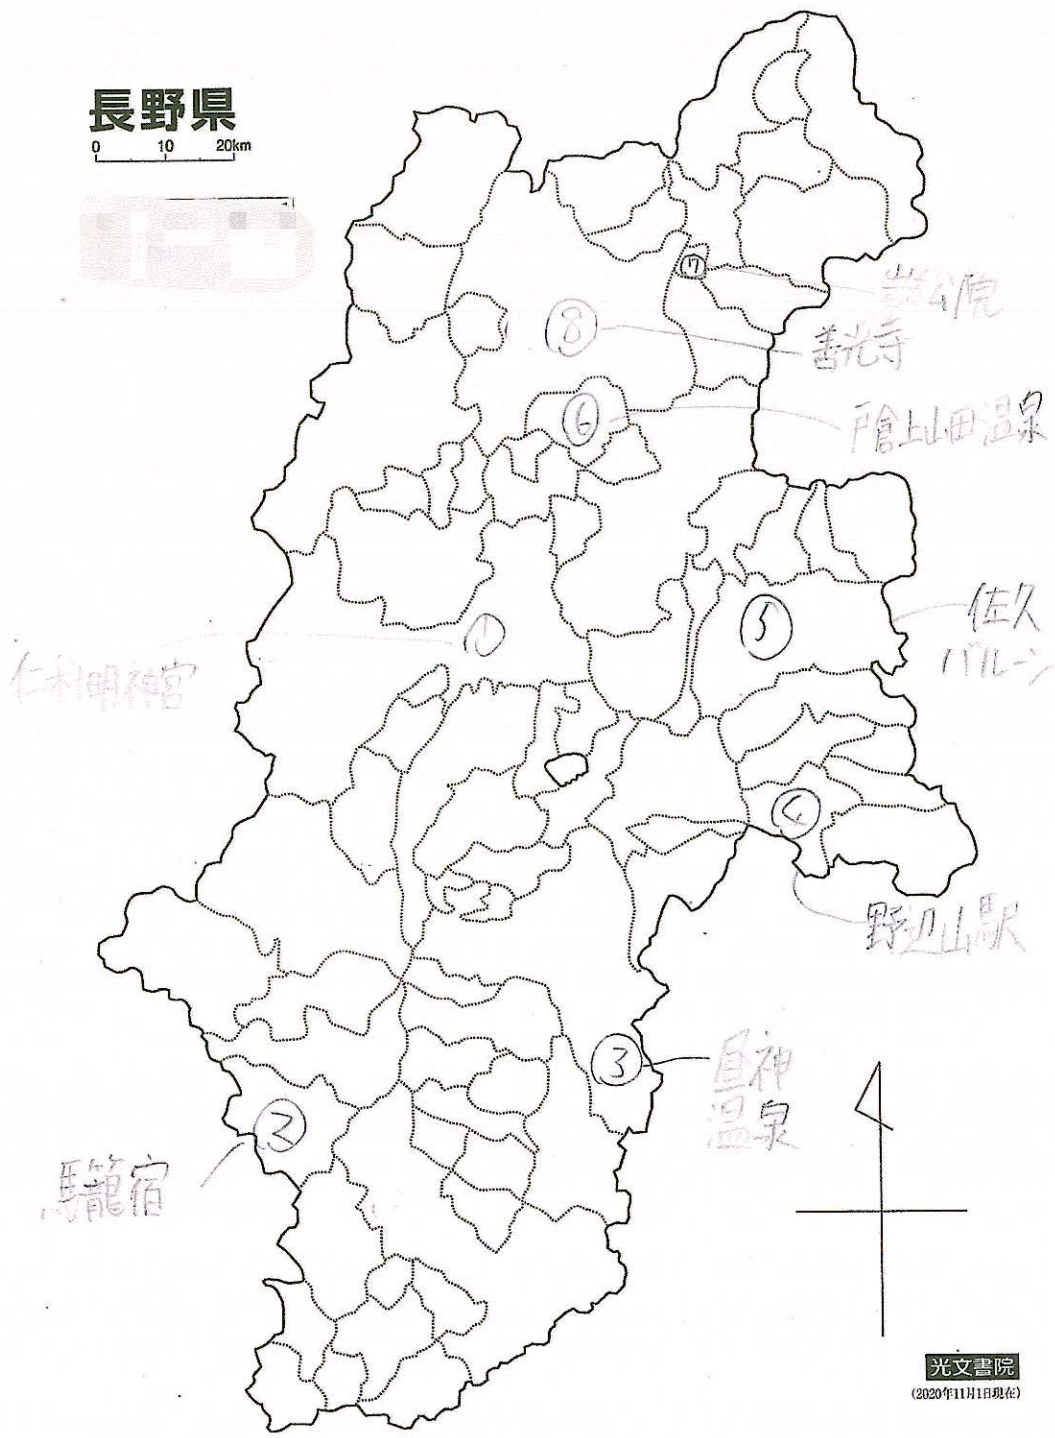 長野県
0 10 20km
⑦
公院
⑧
善光寺
⑥
戸倉上山田温泉
⑤
佐久
バルーン
①
仁科明神宮
④
野辺山駅
③
昼神
温泉
②
馬籠宿
光文書院
(2020年11月1日現在)